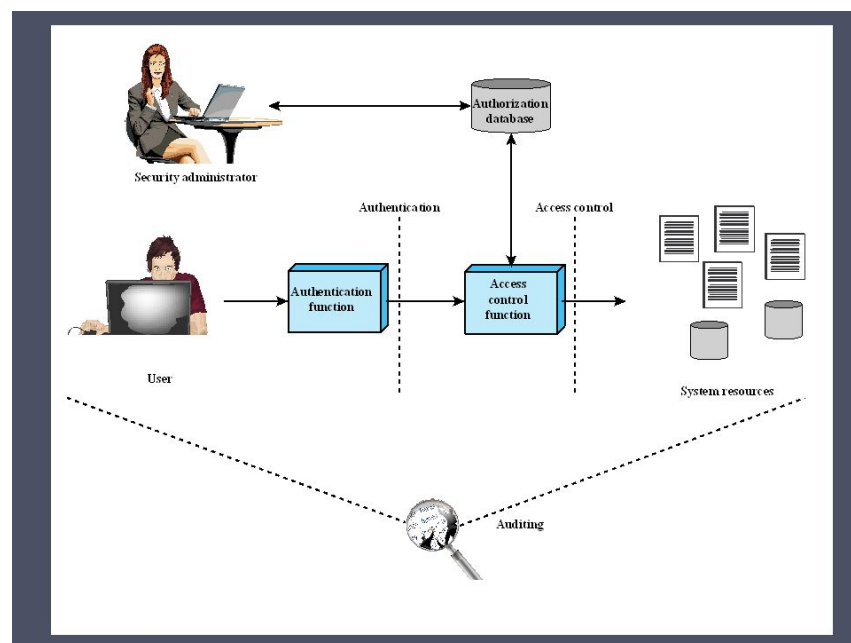 Authorization
database
Security administrator
Authentication
Access control
Authentication
function
Access
control
function
User
System resources
Auditing